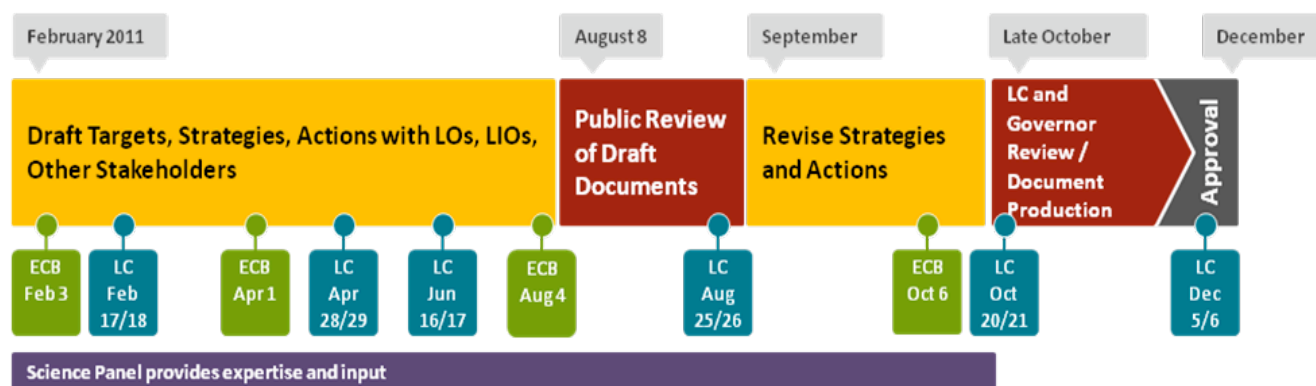 February 2011
August 8
September
Late October
December
Draft Targets, Strategies, Actions with LOs, LIOs,
Other Stakeholders
Public Review
of Draft
Documents
Revise Strategies
and Actions
LC and
Governor
Review /
Document
Production
Approval
ECB
Feb 3
LC
Feb
17/18
ECB
Apr 1
LC
Apr
28/29
LC
Jun
16/17
ECB
Aug 4
LC
Aug
25/26
ECB
Oct 6
LC
Oct
20/21
LC
Dec
5/6
Science Panel provides expertise and input